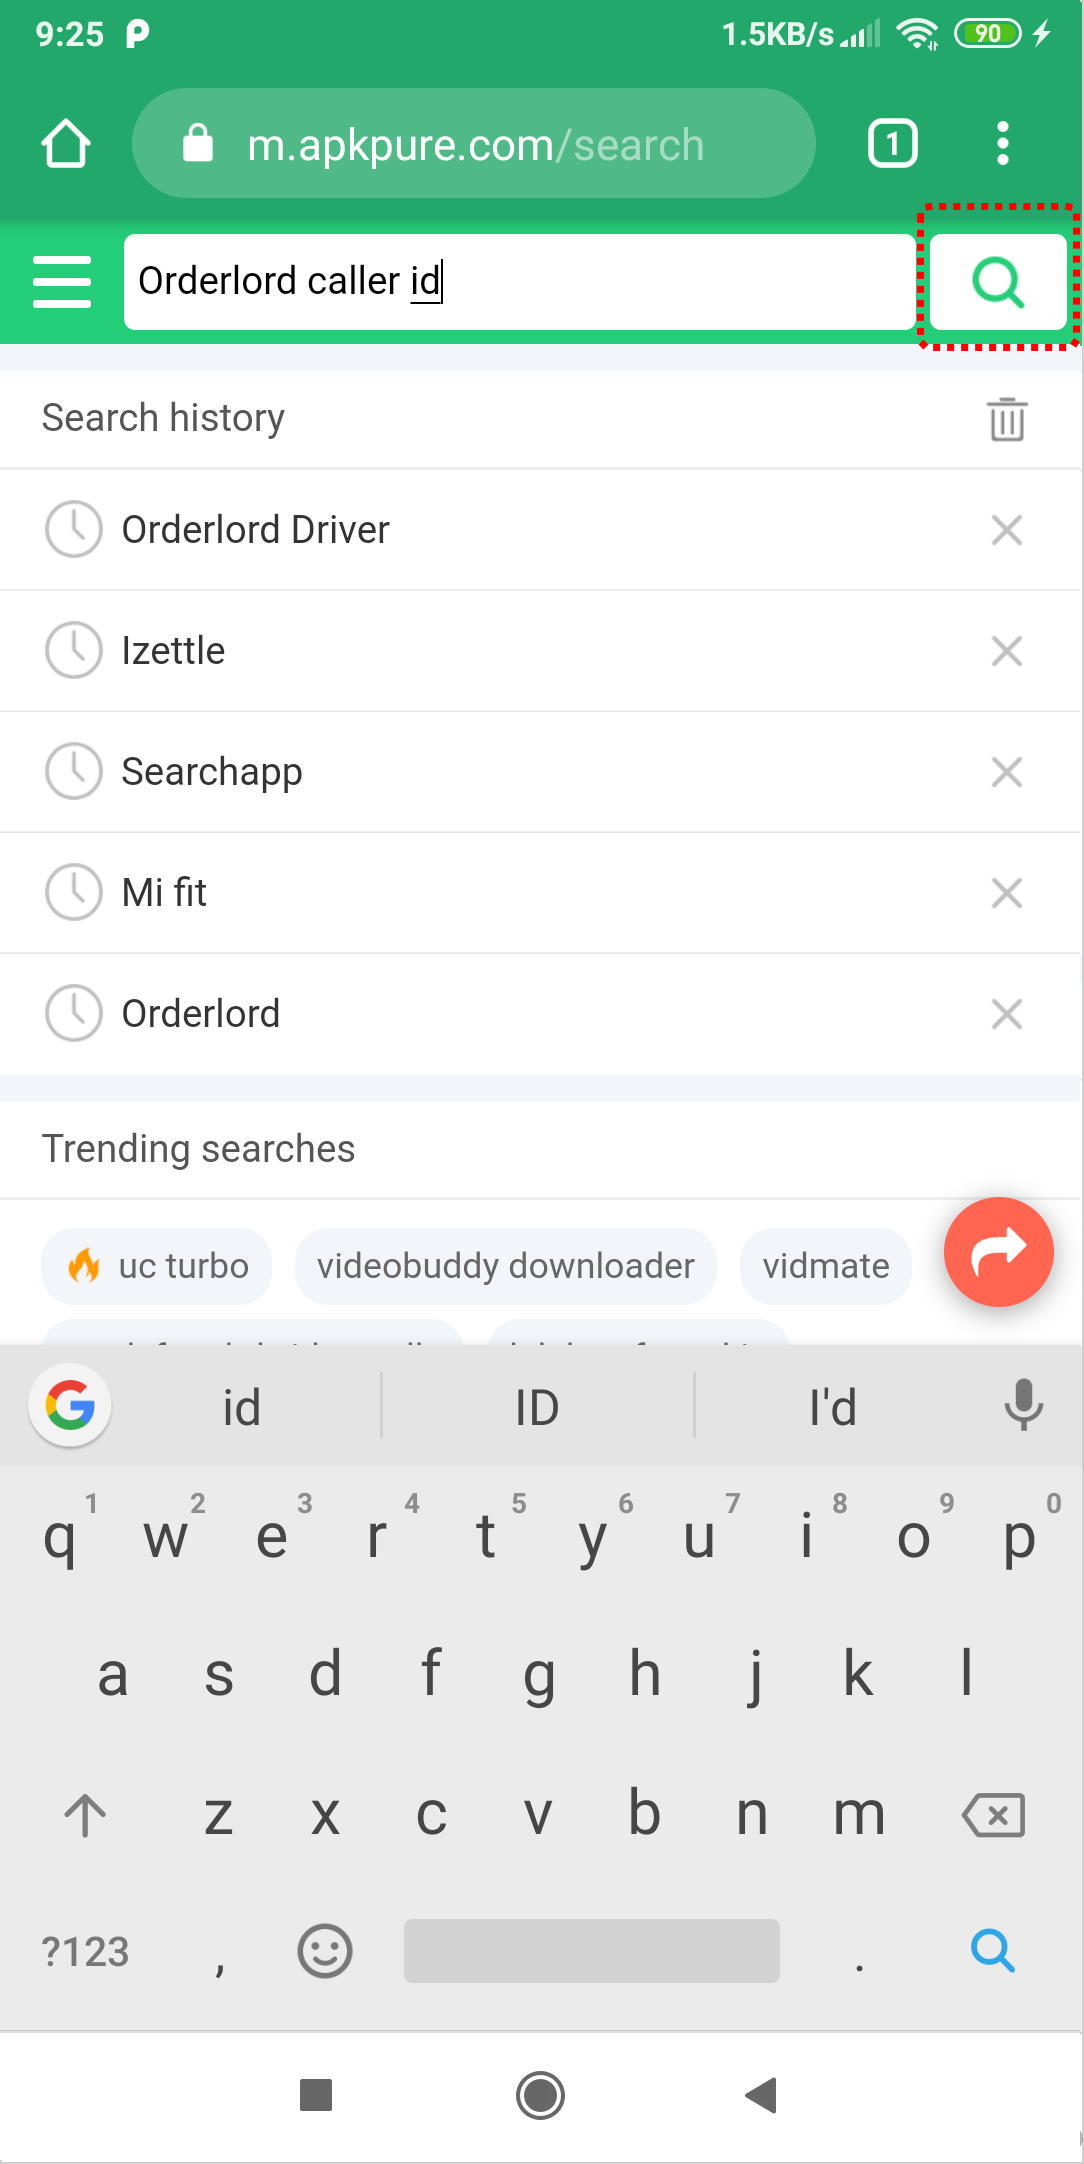 9:25 1.5KB/s 90
m.apkpure.com/search 1
Orderlord caller id
Search history
Orderlord Driver
Izettle
Searchapp
Mi fit
Orderlord
Trending searches
uc turbo videobuddy downloader vidmate
id ID I'd
1 2 3 4 5 6 7 8 9 0
q w e r t y u i o p
a s d f g h j k l
z x c v b n m
?123 , .